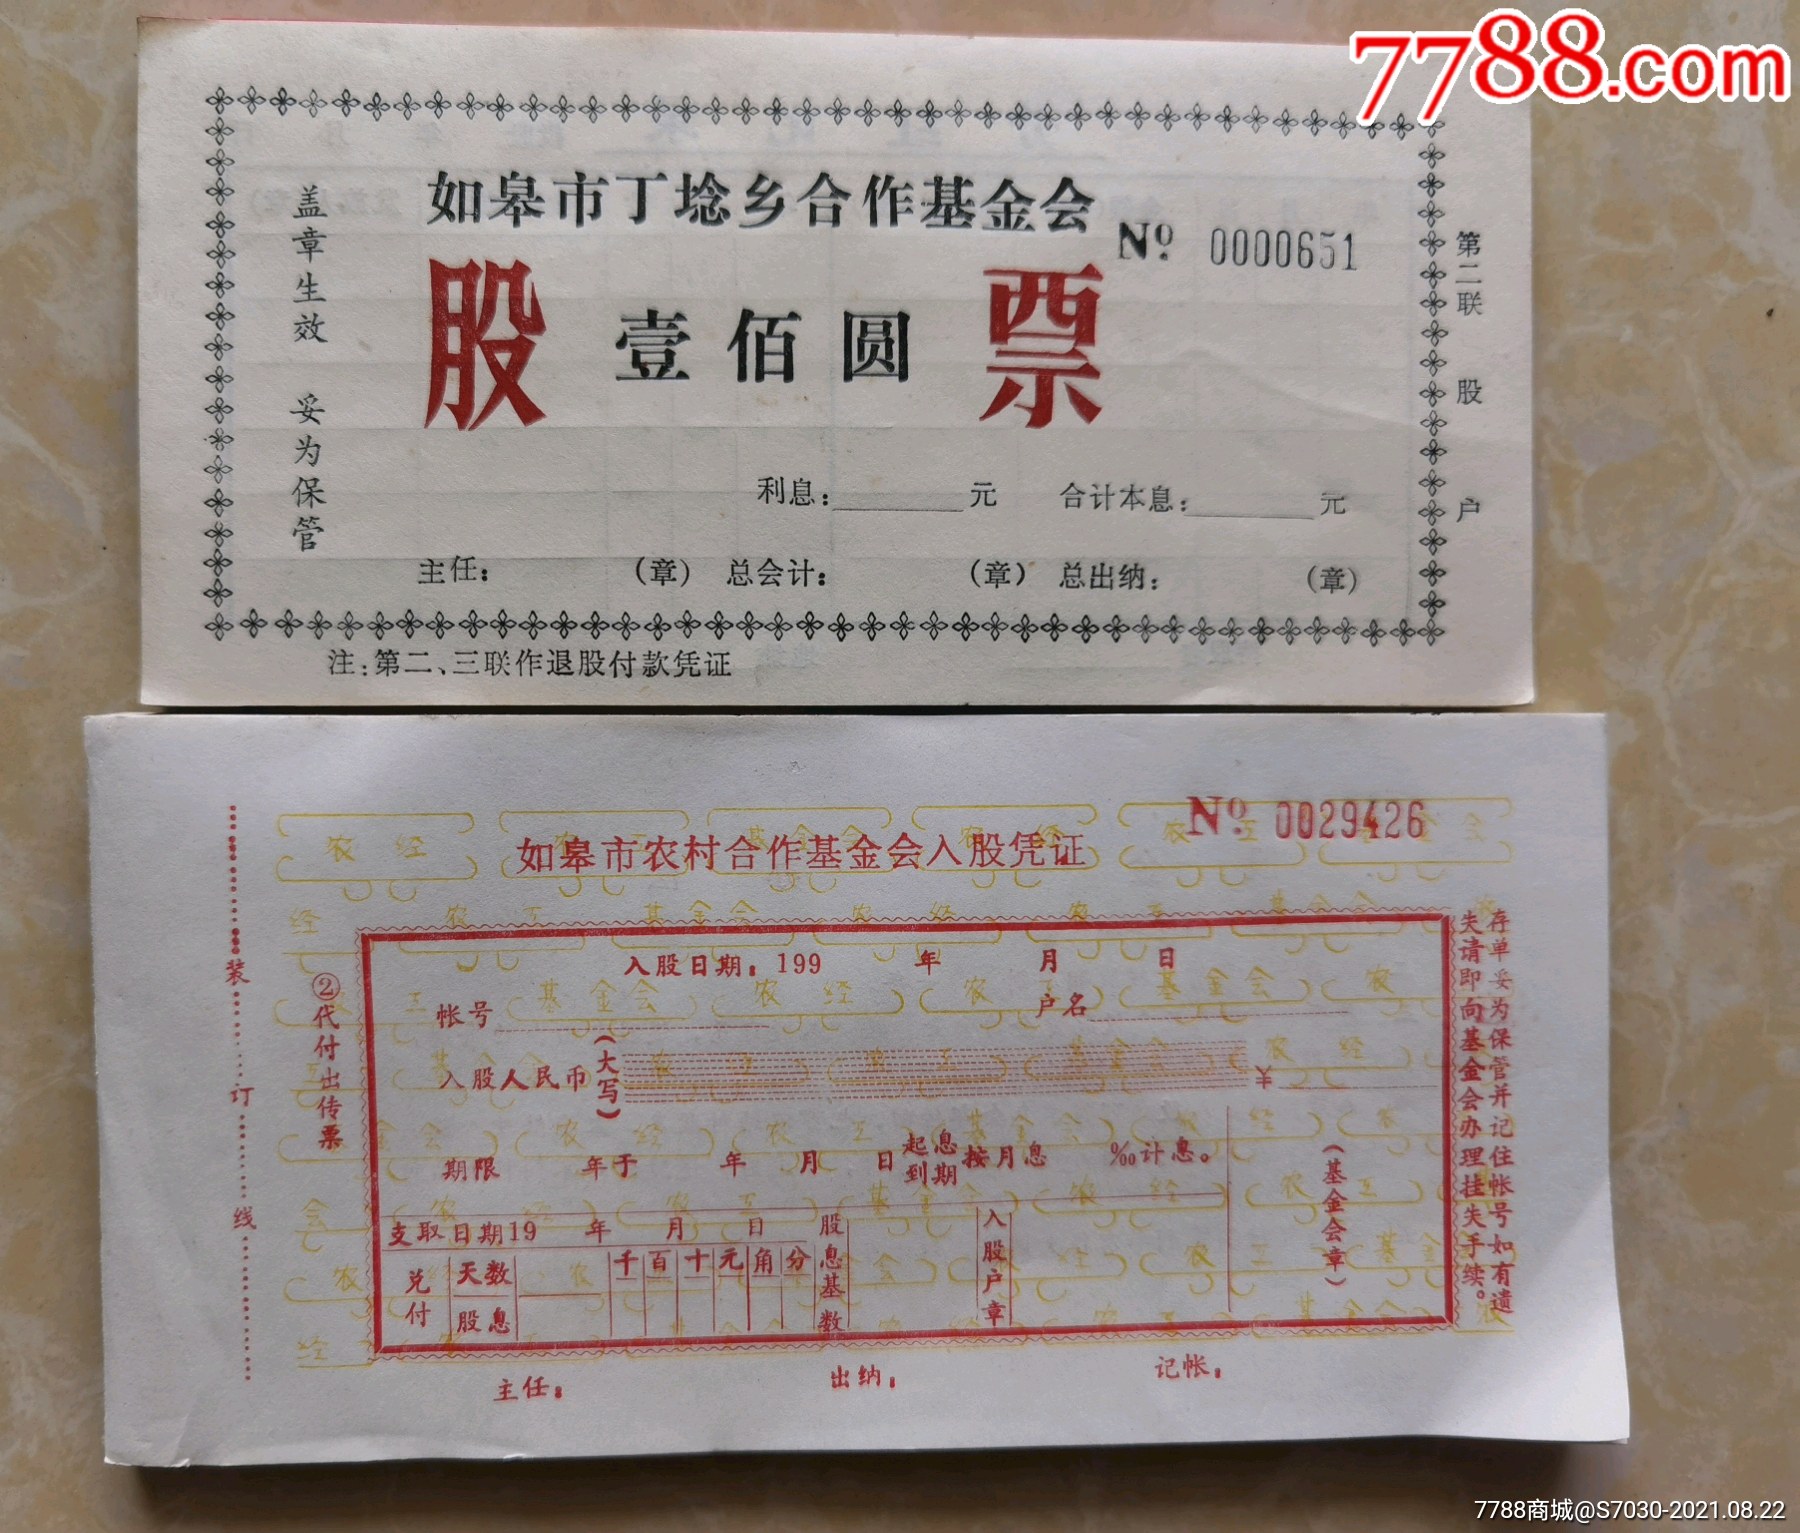 7788.com
如皋市丁埝乡合作基金会
№ 0000651
股 壹佰圆 票
盖章生效 妥为保管
第二联 股户
利息: 元 合计本息: 元
主任: (章) 总会计: (章) 总出纳: (章)
注:第二、三联作退股付款凭证
№ 0029426
如皋市农村合作基金会入股凭证
装订线
②代付出传票
入股日期:199 年 月 日
帐号 户名
入股人民币(大写) ¥
期限 年于 年 月 日起息到期按月息 ‰计息。
支取日期19 年 月 日
兑付 天数 股息 千 百 十 元 角 分
股息基数
入股户章
(基金会章)
存单妥为保管并记住帐号如有遗
失请即向基金会办理挂失手续。
主任: 出纳: 记帐:
农经 农工 基金会
7788商城@S7030-2021.08.22